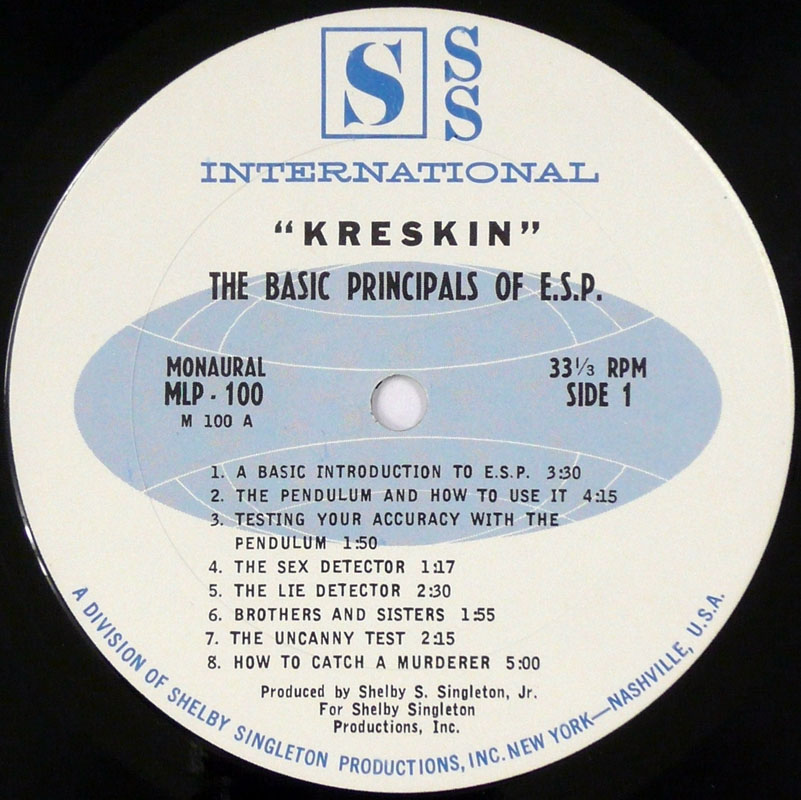 S S
S
INTERNATIONAL
“KRESKIN”
THE BASIC PRINCIPALS OF E.S.P.
MONAURAL
MLP - 100
M 100 A
33⅓ RPM
SIDE 1
1. A BASIC INTRODUCTION TO E.S.P. 3:30
2. THE PENDULUM AND HOW TO USE IT 4:15
3. TESTING YOUR ACCURACY WITH THE
PENDULUM 1:50
4. THE SEX DETECTOR 1:17
5. THE LIE DETECTOR 2:30
6. BROTHERS AND SISTERS 1:55
7. THE UNCANNY TEST 2:15
8. HOW TO CATCH A MURDERER 5:00
Produced by Shelby S. Singleton, Jr.
For Shelby Singleton
Productions, Inc.
A DIVISION OF SHELBY SINGLETON PRODUCTIONS, INC. NEW YORK—NASHVILLE, U.S.A.